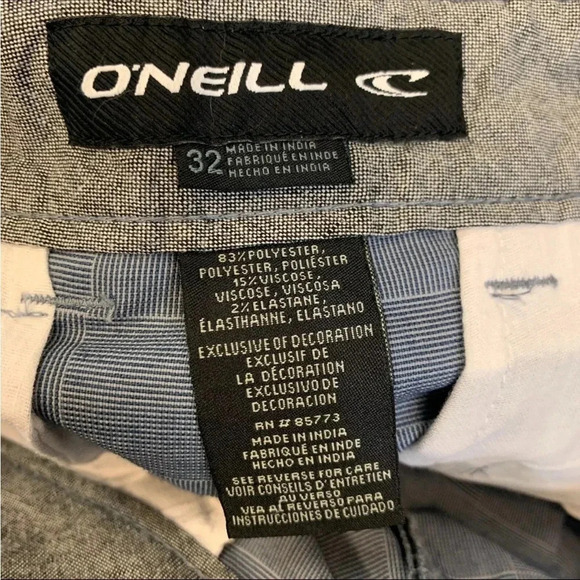 O'NEILL
32
MADE IN INDIA
FABRIQUÉ EN INDE
HECHO EN INDIA
83% POLYESTER,
POLYESTER, POLIÉSTER
15% VISCOSE,
VISCOSE, VISCOSA
2% ELASTANE,
ÉLASTHANNE, ELASTANO
EXCLUSIVE OF DECORATION
EXCLUSIF DE
LA DÉCORATION
EXCLUSIVO DE
DECORACION
RN # 85773
MADE IN INDIA
FABRIQUÉ EN INDE
HECHO EN INDIA
SEE REVERSE FOR CARE
VOIR CONSEILS D'ENTRETIEN
AU VERSO
VEA AL REVERSO PARA
INSTRUCCIONES DE CUIDADO